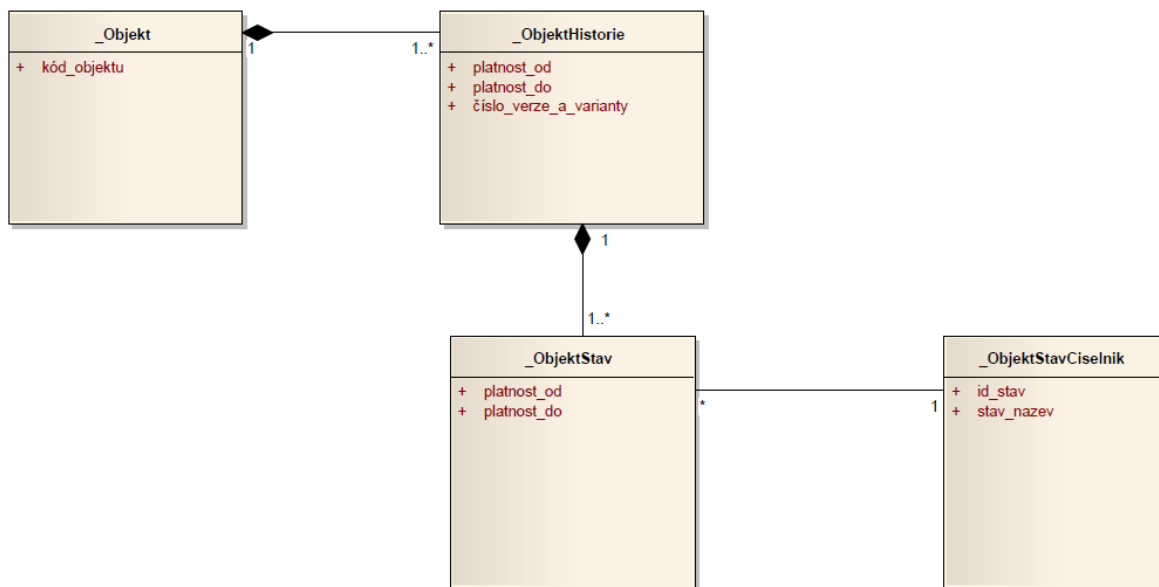 _Objekt
+ kód_objektu
1
1..*
_ObjektHistorie
+ platnost_od
+ platnost_do
+ číslo_verze_a_varianty
1
1..*
_ObjektStav
+ platnost_od
+ platnost_do
*
1
_ObjektStavCiselnik
+ id_stav
+ stav_nazev